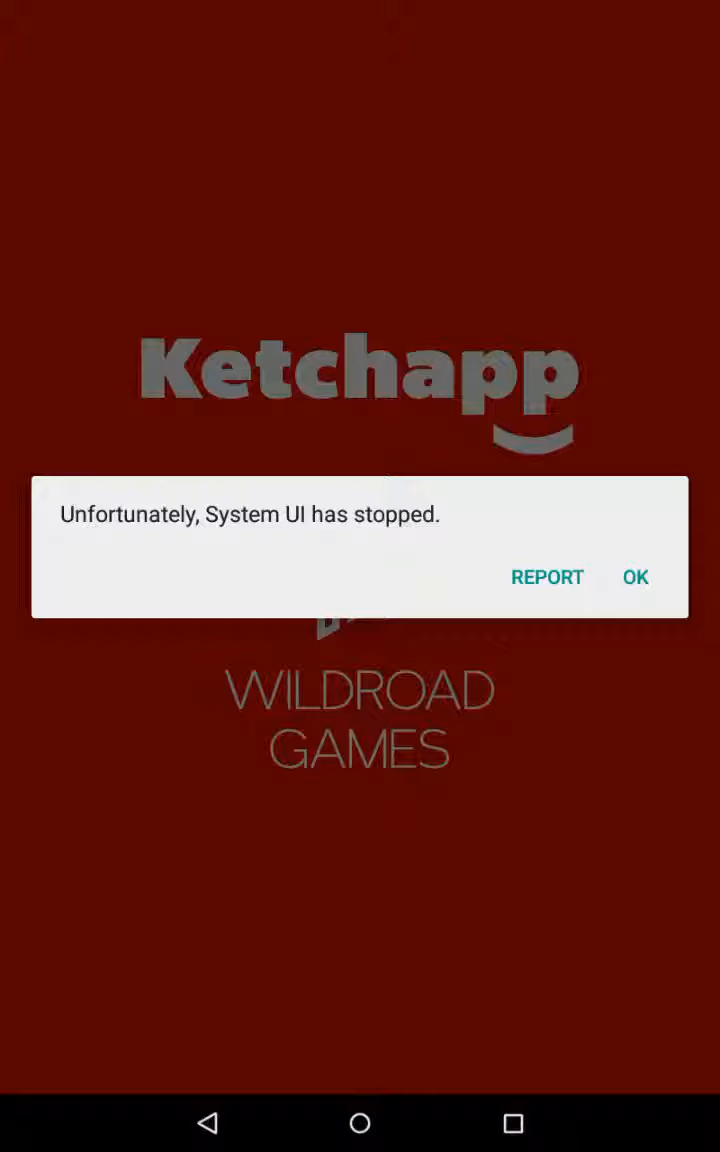 Ketchapp
Unfortunately, System UI has stopped.
REPORT OK
WILDROAD
GAMES